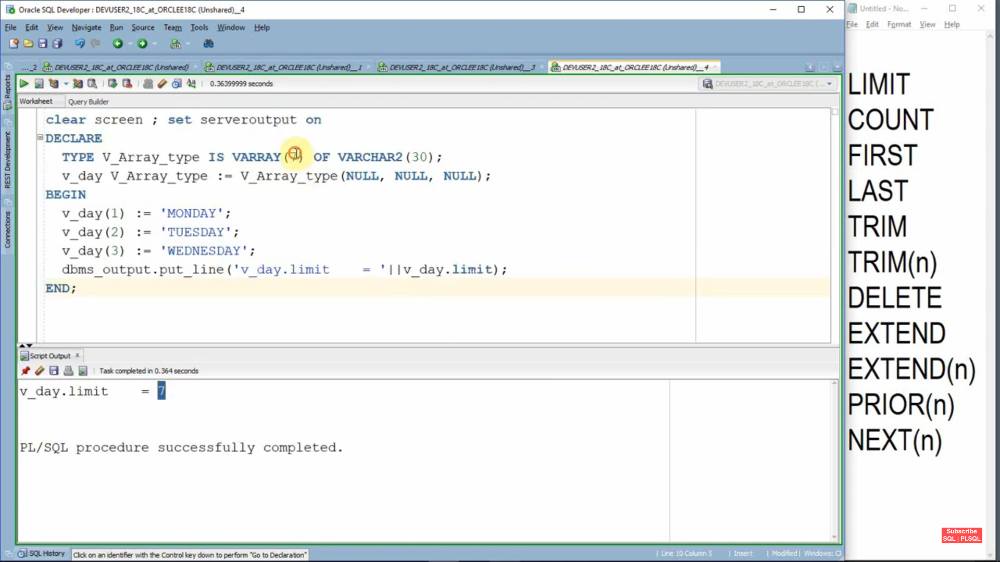 Oracle SQL Developer : DEVUSER2_18C_at_ORCLEE18C (Unshared)__4
File Edit View Navigate Run Source Team Tools Window Help
..._2 DEVUSER2_18C_at_ORCLEE18C (Unshared) DEVUSER2_18C_at_ORCLEE18C (Unshared)__1 DEVUSER2_18C_at_ORCLEE18C (Unshared)__3 DEVUSER2_18C_at_ORCLEE18C (Unshared)__4
0.36399999 seconds
DEVUSER2_18C_at_ORCLEE18C (...
Worksheet Query Builder
Reports
REST Development
Connections
clear screen ; set serveroutput on
DECLARE
TYPE V_Array_type IS VARRAY(7) OF VARCHAR2(30);
v_day V_Array_type := V_Array_type(NULL, NULL, NULL);
BEGIN
v_day(1) := 'MONDAY';
v_day(2) := 'TUESDAY';
v_day(3) := 'WEDNESDAY';
dbms_output.put_line('v_day.limit    = '||v_day.limit);
END;
Script Output x
Task completed in 0.364 seconds
v_day.limit    = 7
PL/SQL procedure successfully completed.
SQL History Click on an identifier with the Control key down to perform "Go to Declaration"
Line 10 Column 5 Insert Modified Windows:
Untitled - No...
File Edit Format View Help
LIMIT
COUNT
FIRST
LAST
TRIM
TRIM(n)
DELETE
EXTEND
EXTEND(n)
PRIOR(n)
NEXT(n)
Subscribe
SQL | PLSQL